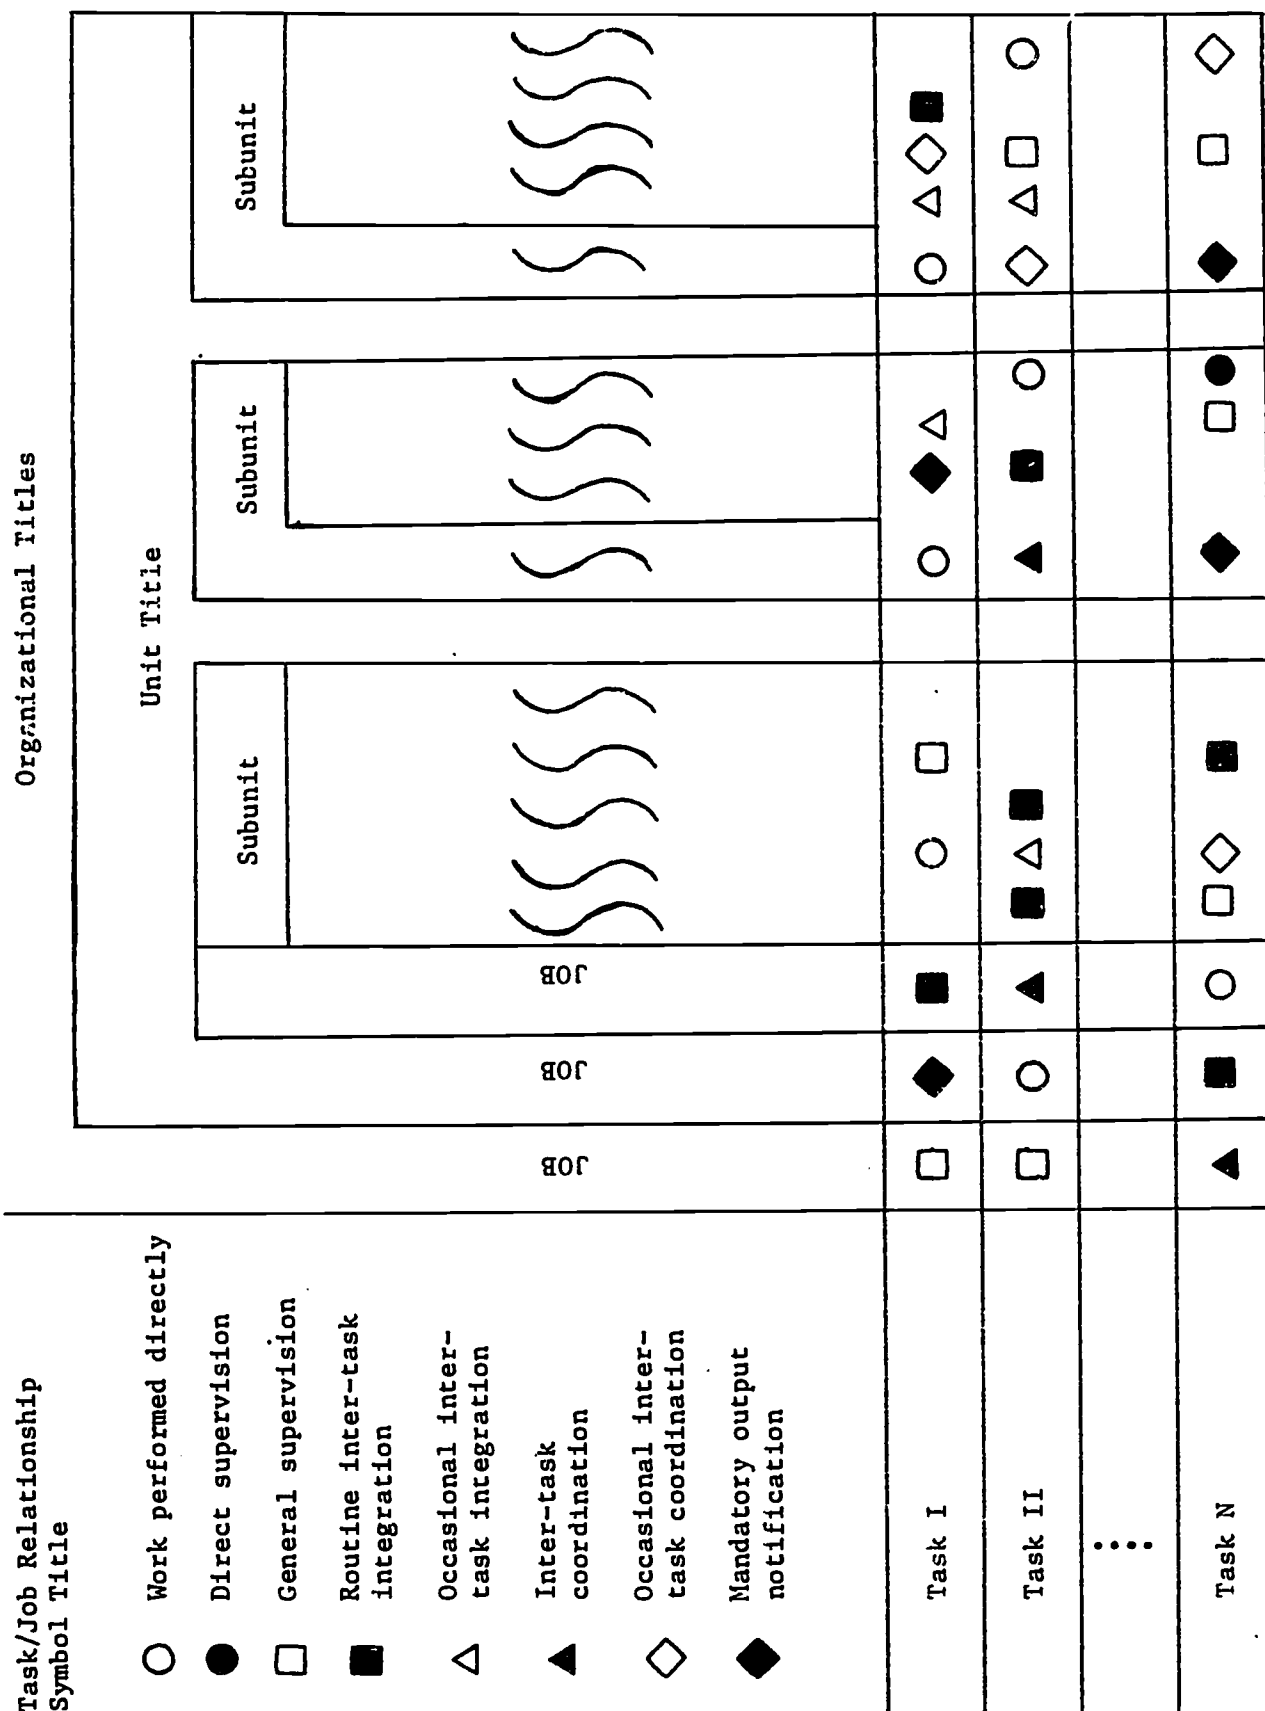 Organizational Titles
Unit Title
Subunit
Subunit
Subunit
Task/Job Relationship
Symbol Title
Work performed directly
Direct supervision
General supervision
Routine inter-task
integration
Occasional inter-
task integration
Inter-task
coordination
Occasional inter-
task coordination
Mandatory output
notification
JOB
JOB
JOB
Task I
Task II
....
Task N